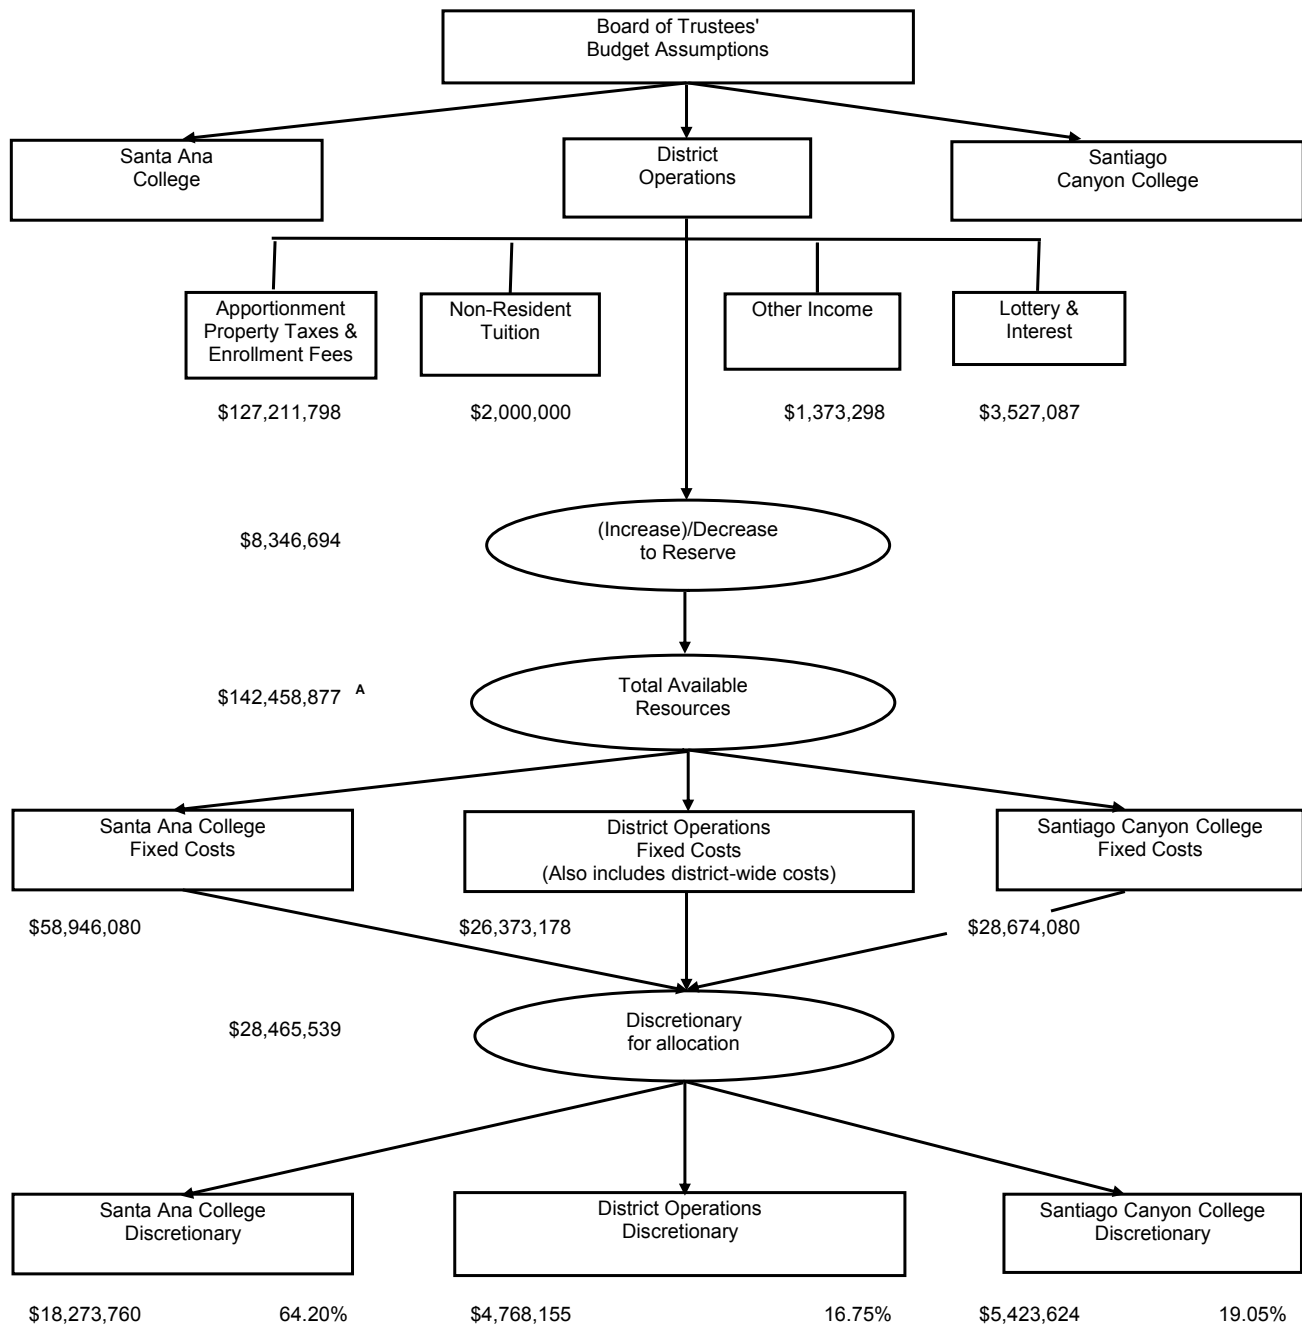 Board of Trustees'
Budget Assumptions
Santa Ana
College
District
Operations
Santiago
Canyon College
Apportionment
Property Taxes &
Enrollment Fees
Non-Resident
Tuition
Other Income
Lottery &
Interest
$127,211,798
$2,000,000
$1,373,298
$3,527,087
$8,346,694
(Increase)/Decrease
to Reserve
$142,458,877 A
Total Available
Resources
Santa Ana College
Fixed Costs
District Operations
Fixed Costs
(Also includes district-wide costs)
Santiago Canyon College
Fixed Costs
$58,946,080
$26,373,178
$28,674,080
$28,465,539
Discretionary
for allocation
Santa Ana College
Discretionary
District Operations
Discretionary
Santiago Canyon College
Discretionary
$18,273,760 64.20%
$4,768,155 16.75%
$5,423,624 19.05%